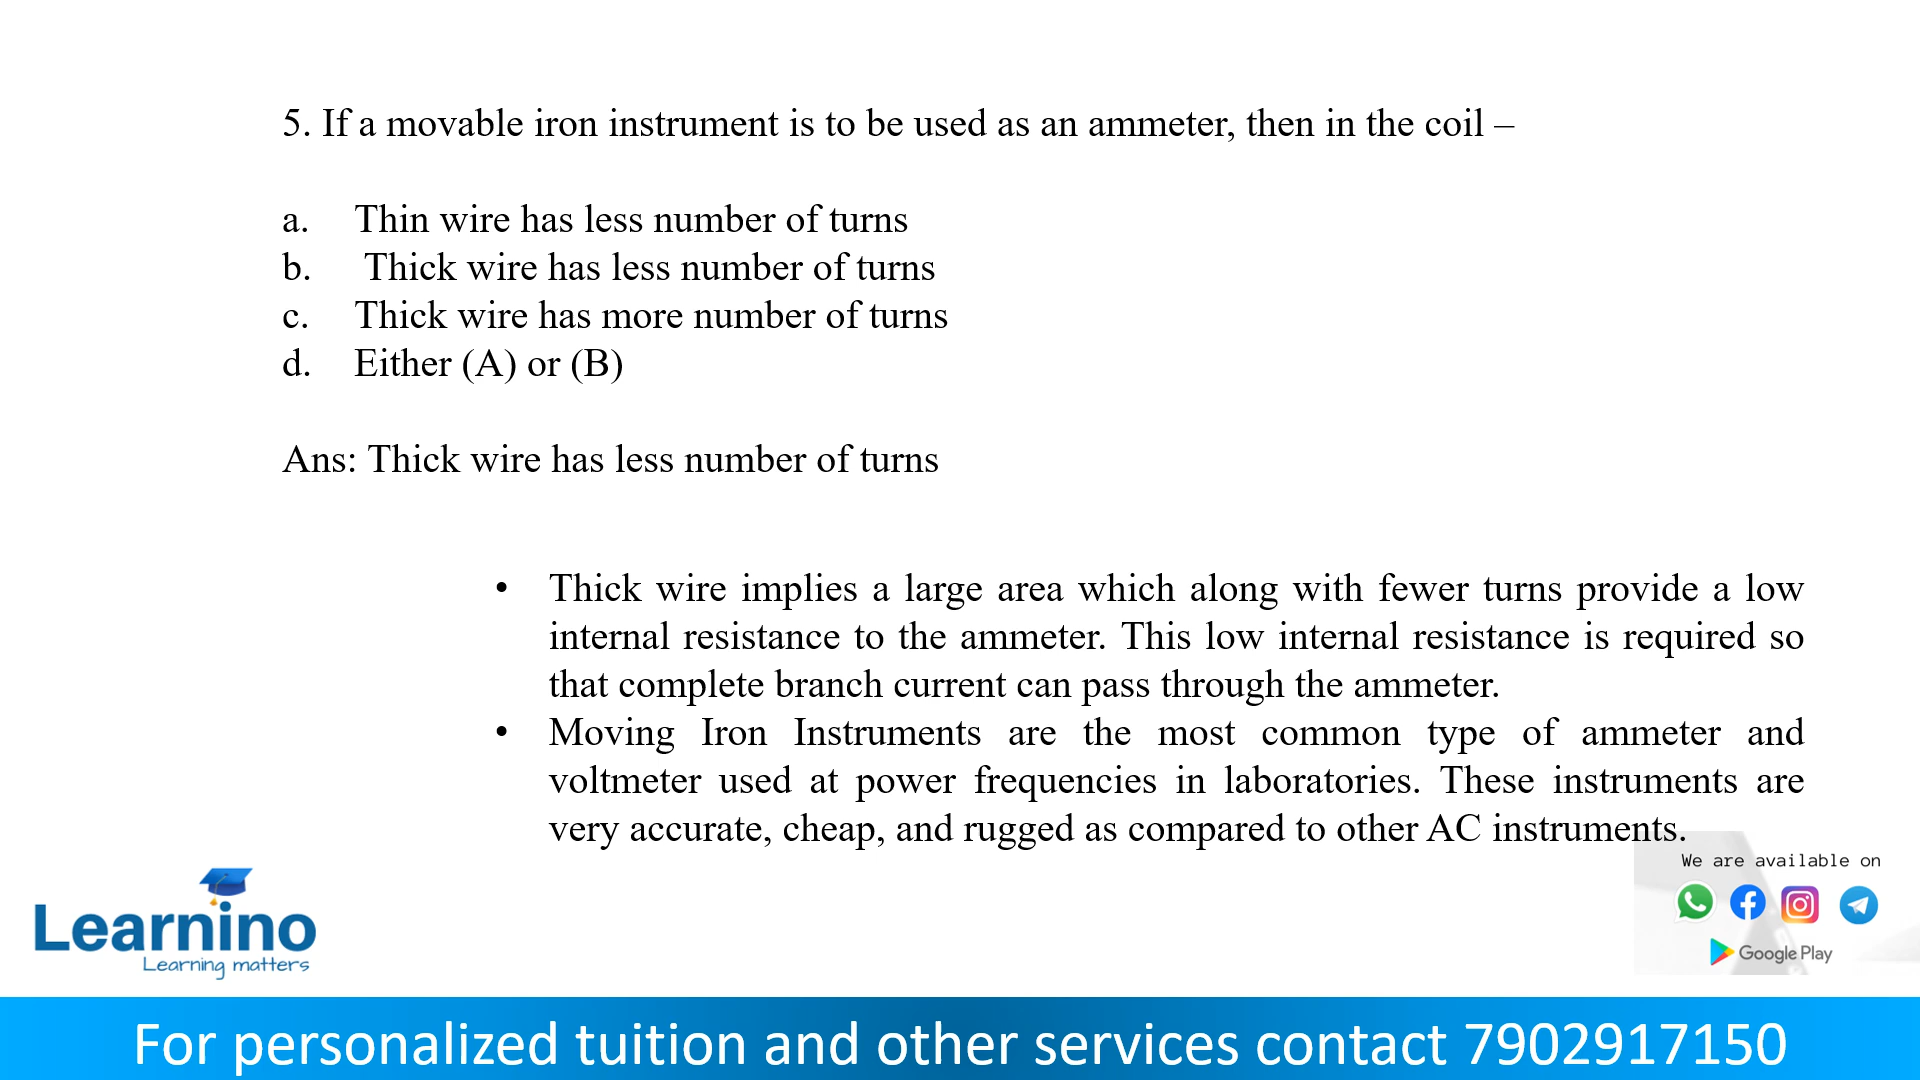 5. If a movable iron instrument is to be used as an ammeter, then in the coil –
a. Thin wire has less number of turns
b. Thick wire has less number of turns
c. Thick wire has more number of turns
d. Either (A) or (B)
Ans: Thick wire has less number of turns
• Thick wire implies a large area which along with fewer turns provide a low
internal resistance to the ammeter. This low internal resistance is required so
that complete branch current can pass through the ammeter.
• Moving Iron Instruments are the most common type of ammeter and
voltmeter used at power frequencies in laboratories. These instruments are
very accurate, cheap, and rugged as compared to other AC instruments.
We are available on
Google Play
Learnino
Learning matters
For personalized tuition and other services contact 7902917150